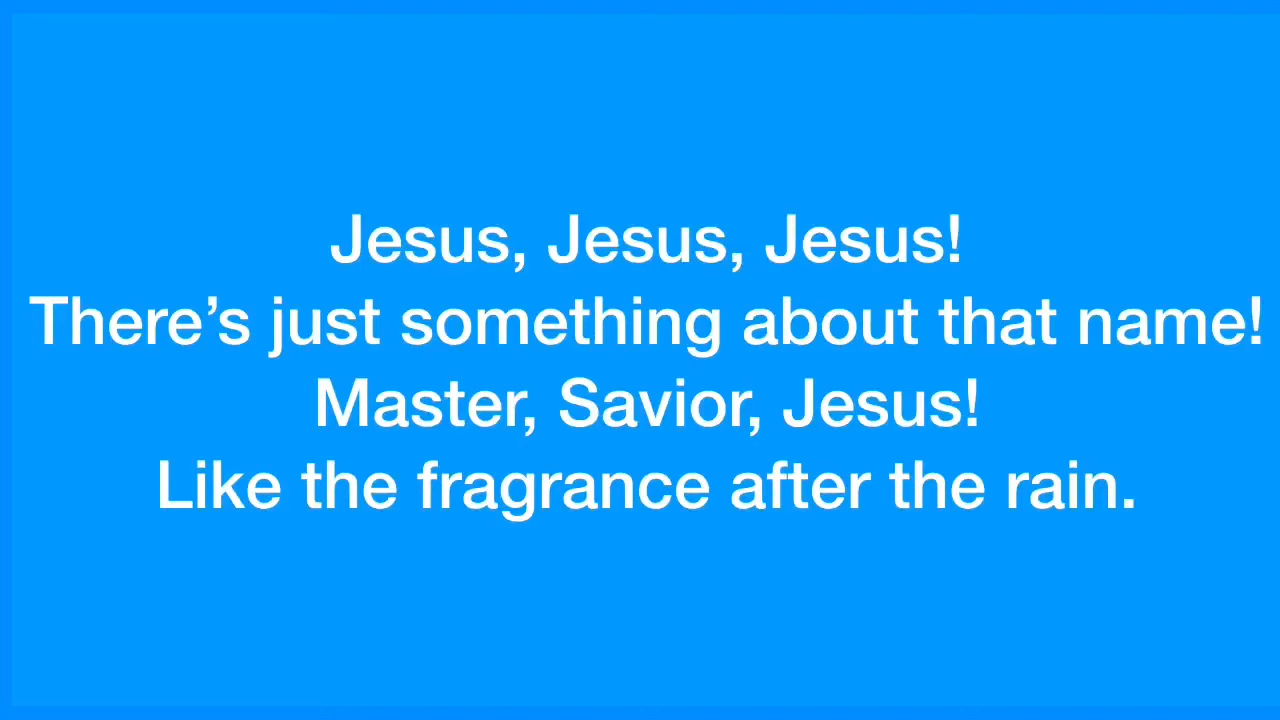 Jesus, Jesus, Jesus!
There’s just something about that name!
Master, Savior, Jesus!
Like the fragrance after the rain.